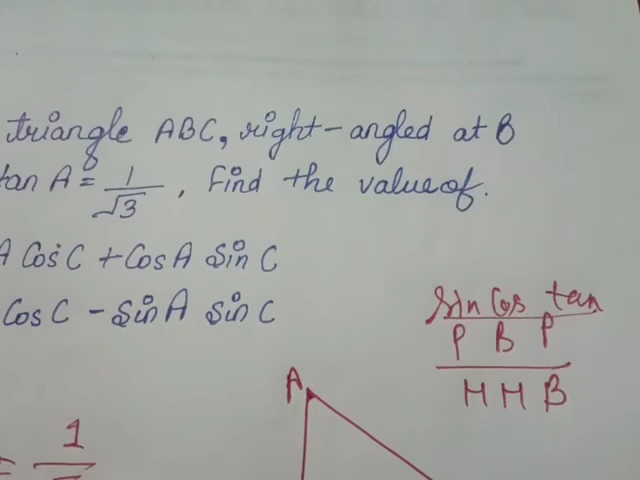 triangle ABC, right-angled at B
tan A = 1/√3, Find the value of.
A Cos C + Cos A Sin C
Cos C - Sin A Sin C
Sin Cos tan
P B P
H H B
A
= 1